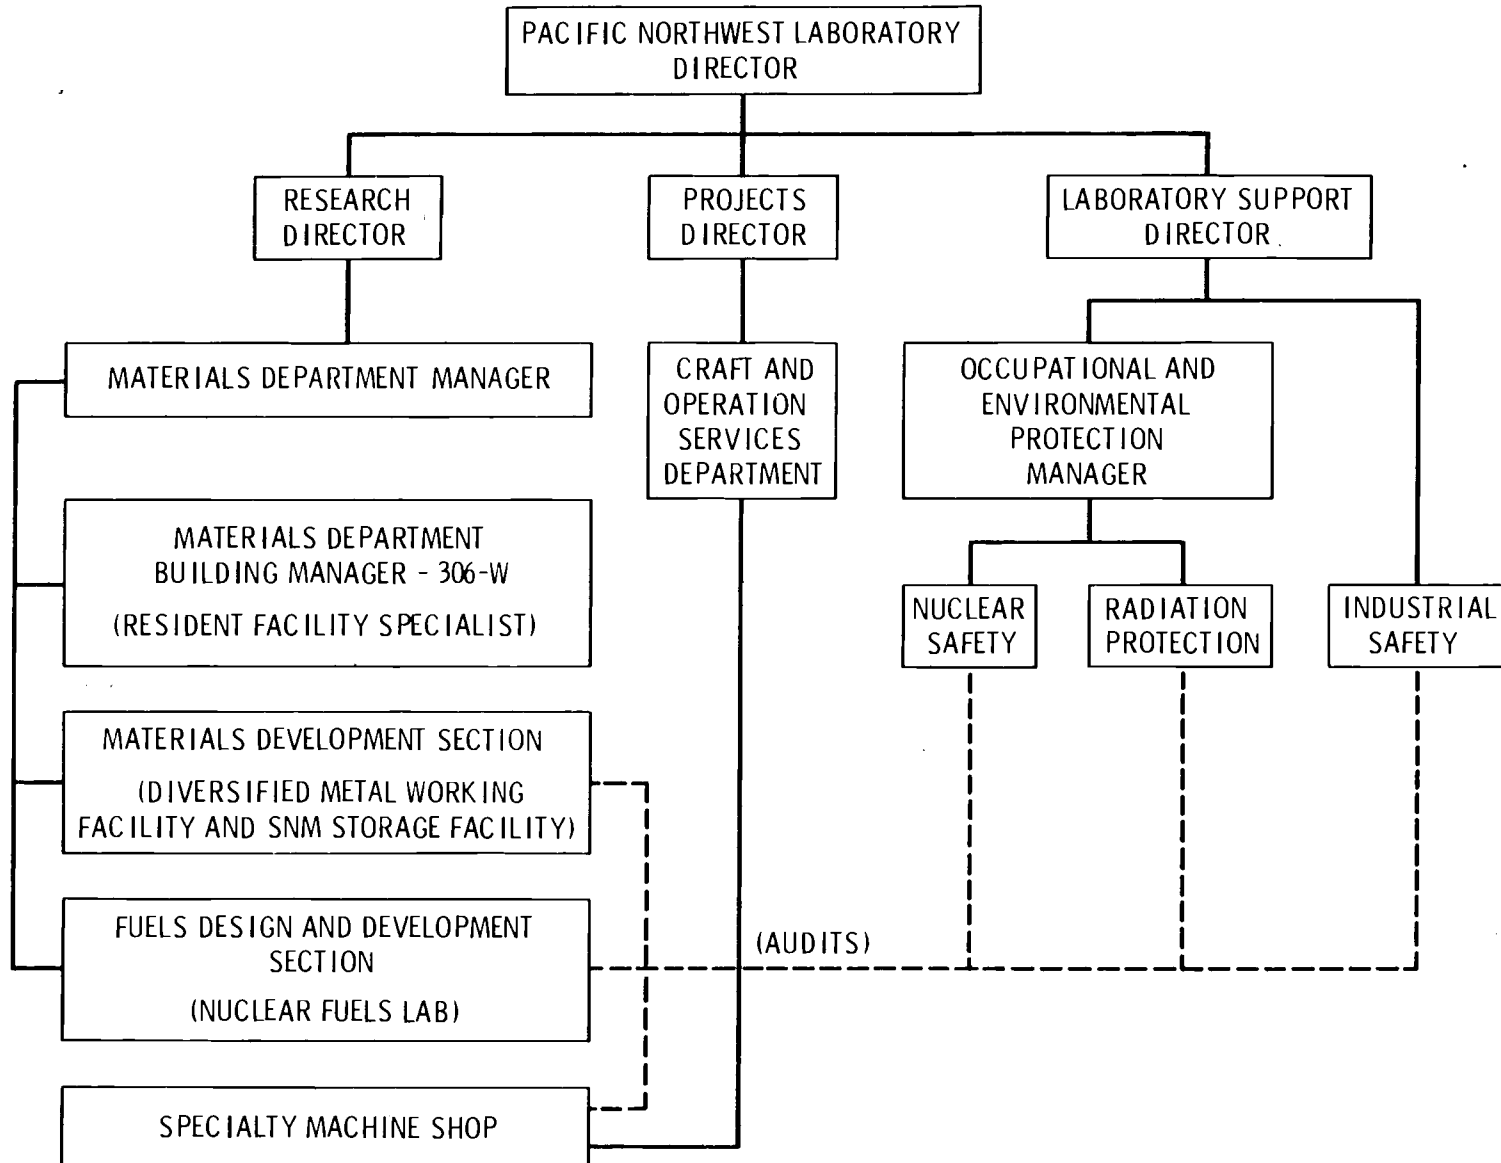 PACIFIC NORTHWEST LABORATORY
DIRECTOR
RESEARCH
DIRECTOR
PROJECTS
DIRECTOR
LABORATORY SUPPORT
DIRECTOR
MATERIALS DEPARTMENT MANAGER
CRAFT AND
OPERATION
SERVICES
DEPARTMENT
OCCUPATIONAL AND
ENVIRONMENTAL
PROTECTION
MANAGER
MATERIALS DEPARTMENT
BUILDING MANAGER - 306-W
(RESIDENT FACILITY SPECIALIST)
NUCLEAR
SAFETY
RADIATION
PROTECTION
INDUSTRIAL
SAFETY
MATERIALS DEVELOPMENT SECTION
(DIVERSIFIED METAL WORKING
FACILITY AND SNM STORAGE FACILITY)
FUELS DESIGN AND DEVELOPMENT
SECTION
(NUCLEAR FUELS LAB)
(AUDITS)
SPECIALTY MACHINE SHOP